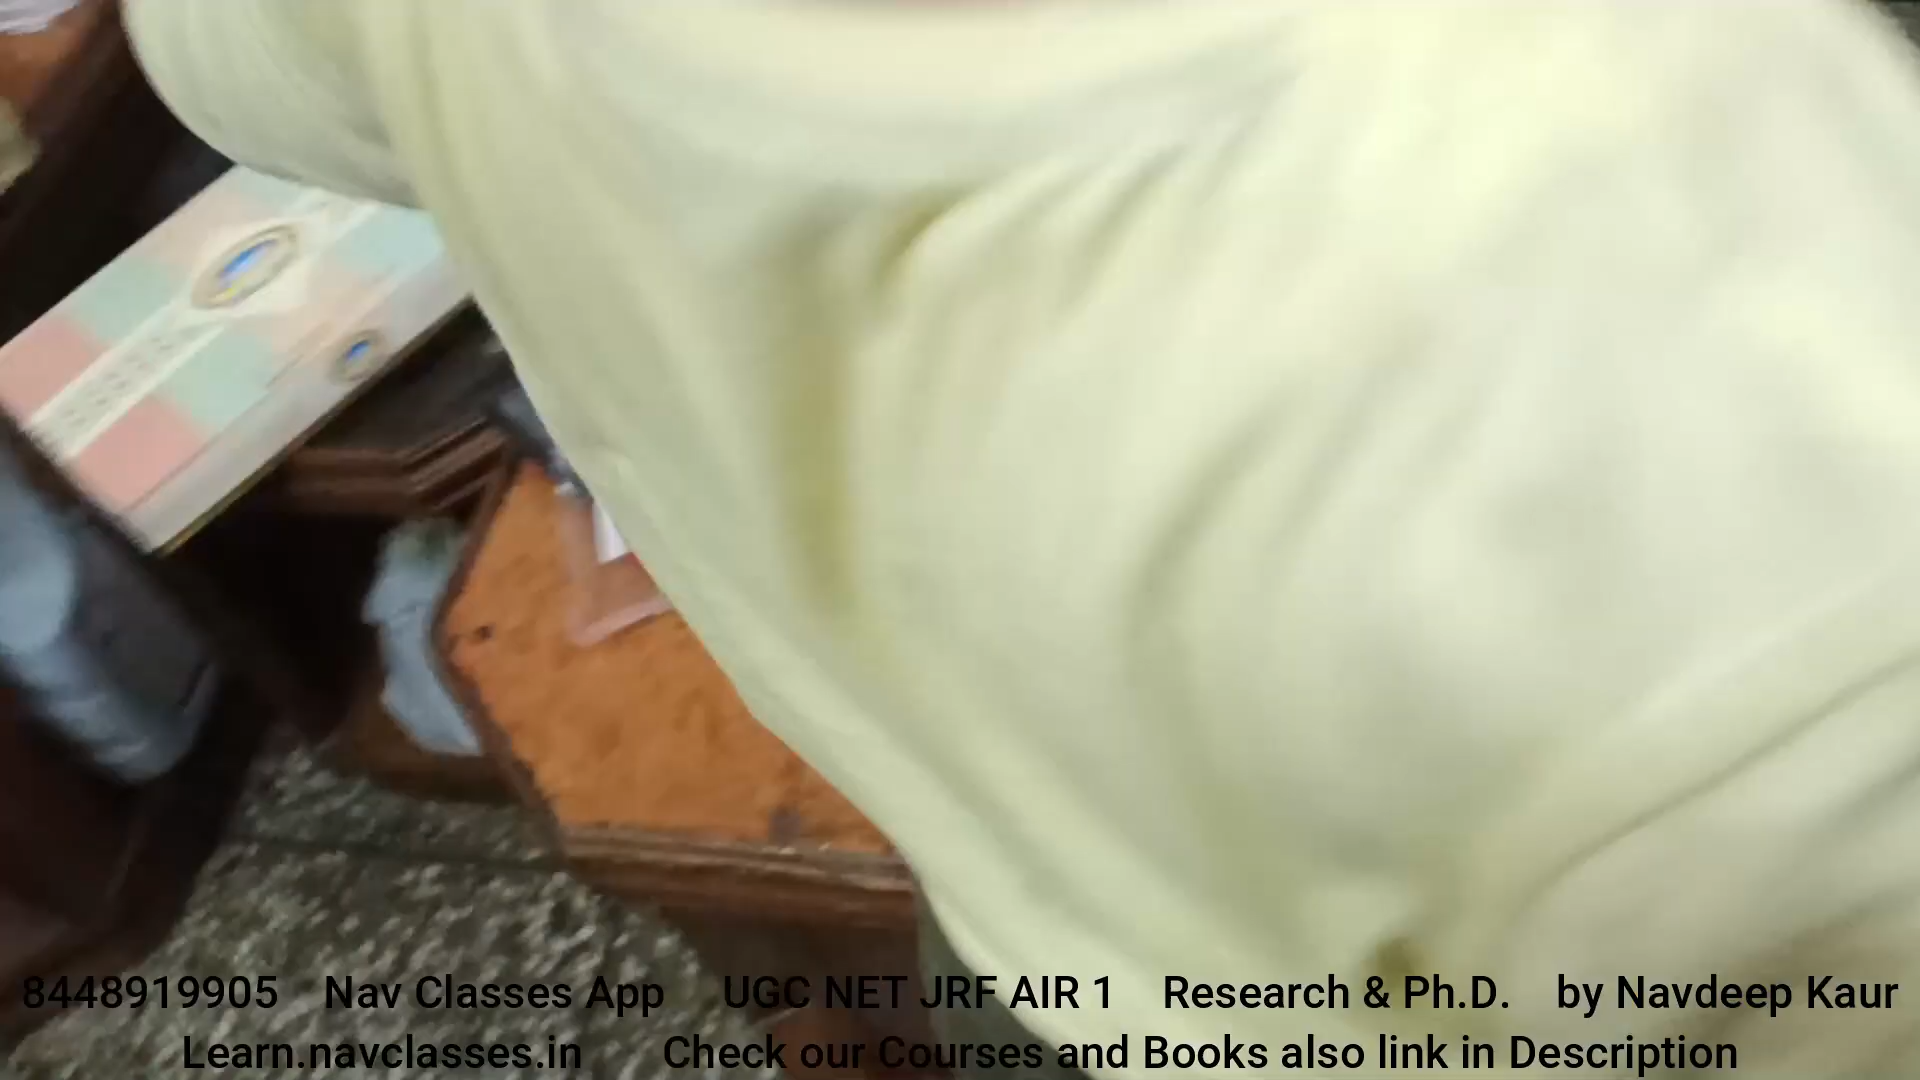 8448919905 Nav Classes App UGC NET JRF AIR 1 Research & Ph.D. by Navdeep Kaur
Learn.navclasses.in Check our Courses and Books also link in Description